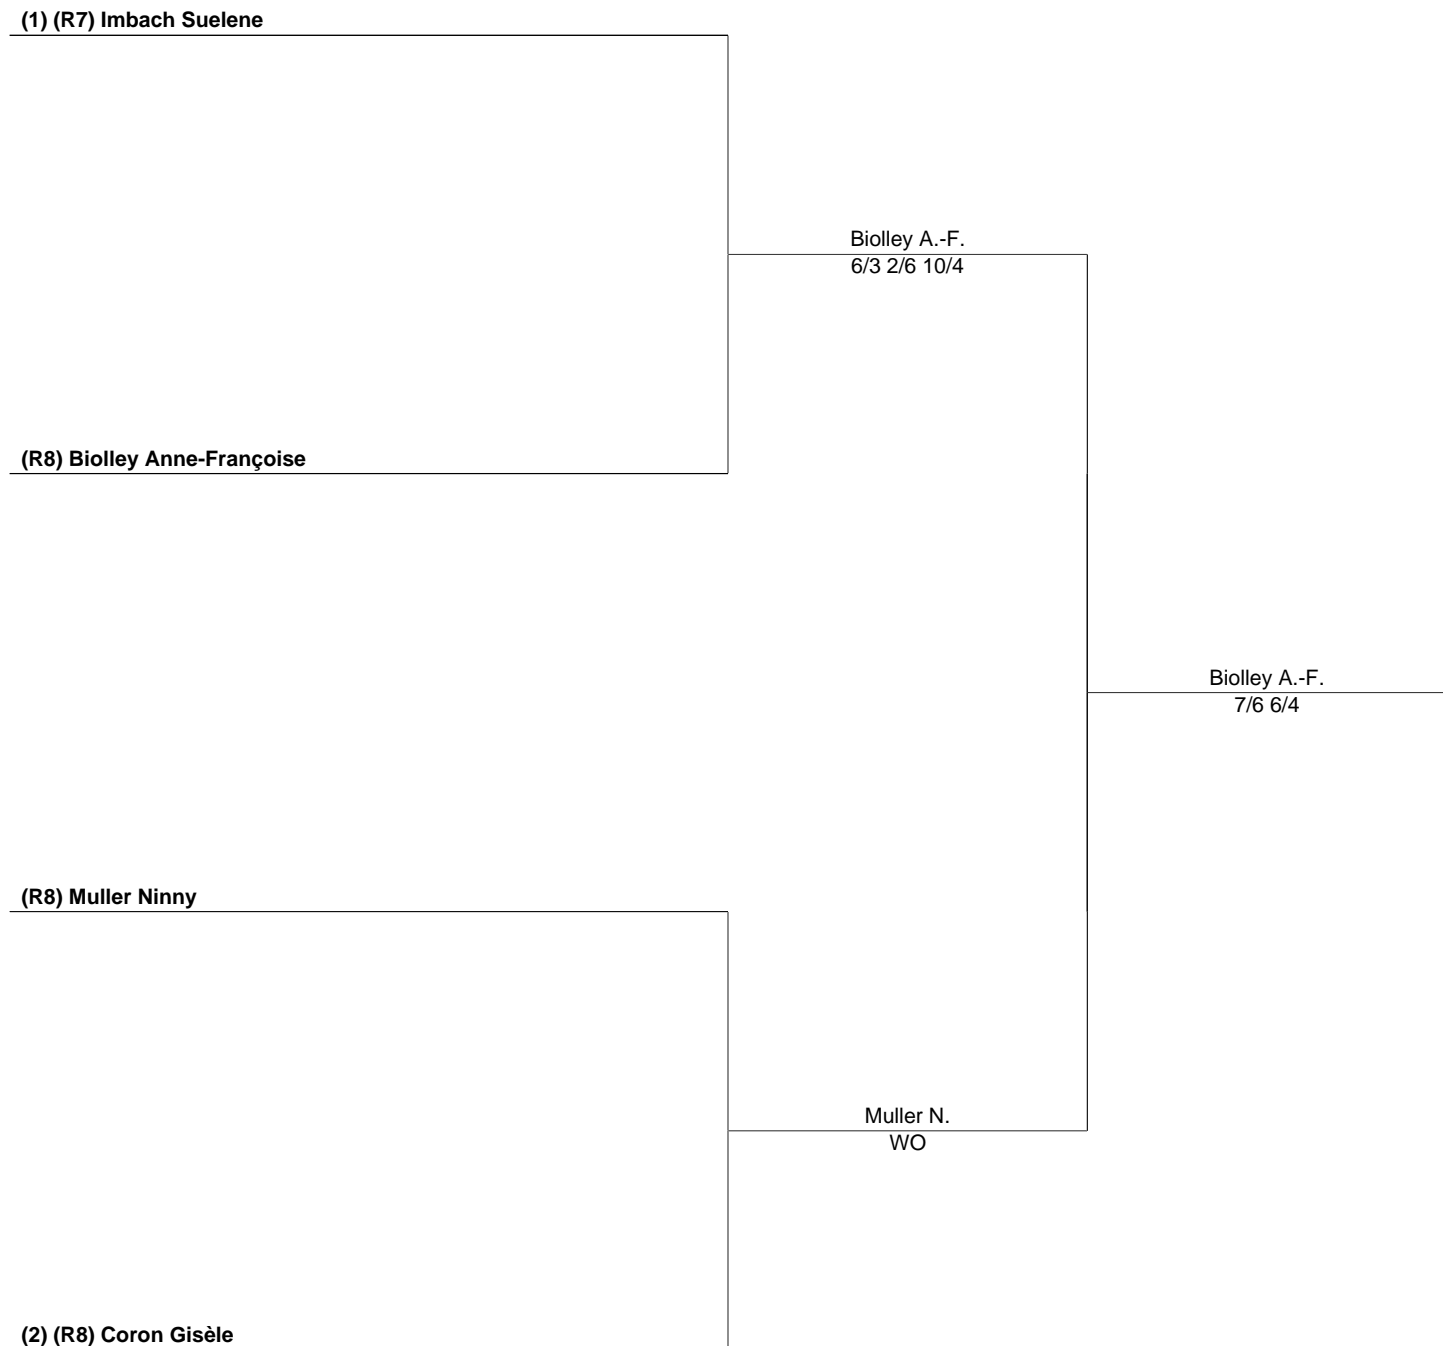 (1) (R7) Imbach Suelene
Biolley A.-F.
6/3 2/6 10/4
(R8) Biolley Anne-Françoise
Biolley A.-F.
7/6 6/4
(R8) Muller Ninny
Muller N.
WO
(2) (R8) Coron Gisèle